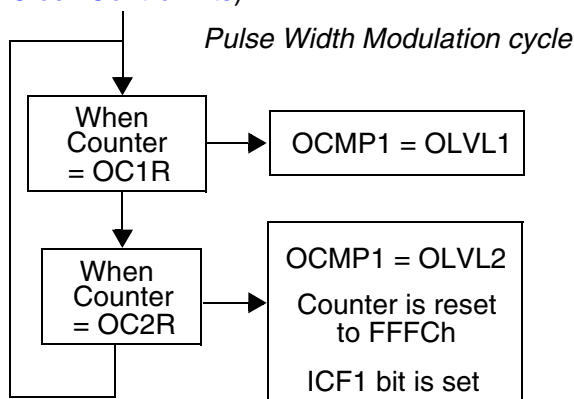 Pulse Width Modulation cycle
When
Counter
= OC1R
OCMP1 = OLVL1
When
Counter
= OC2R
OCMP1 = OLVL2
Counter is reset
to FFFCh
ICF1 bit is set